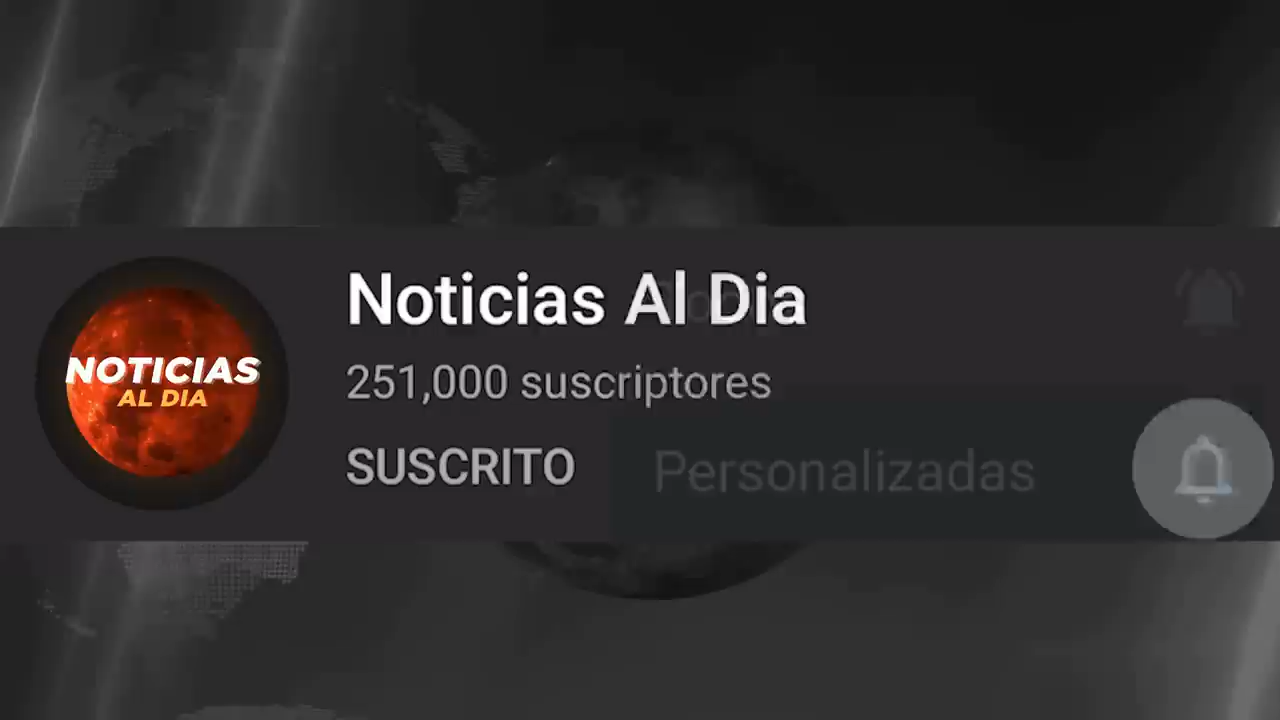 NOTICIAS
AL DIA
Noticias Al Dia
251,000 suscriptores
SUSCRITO
Personalizadas